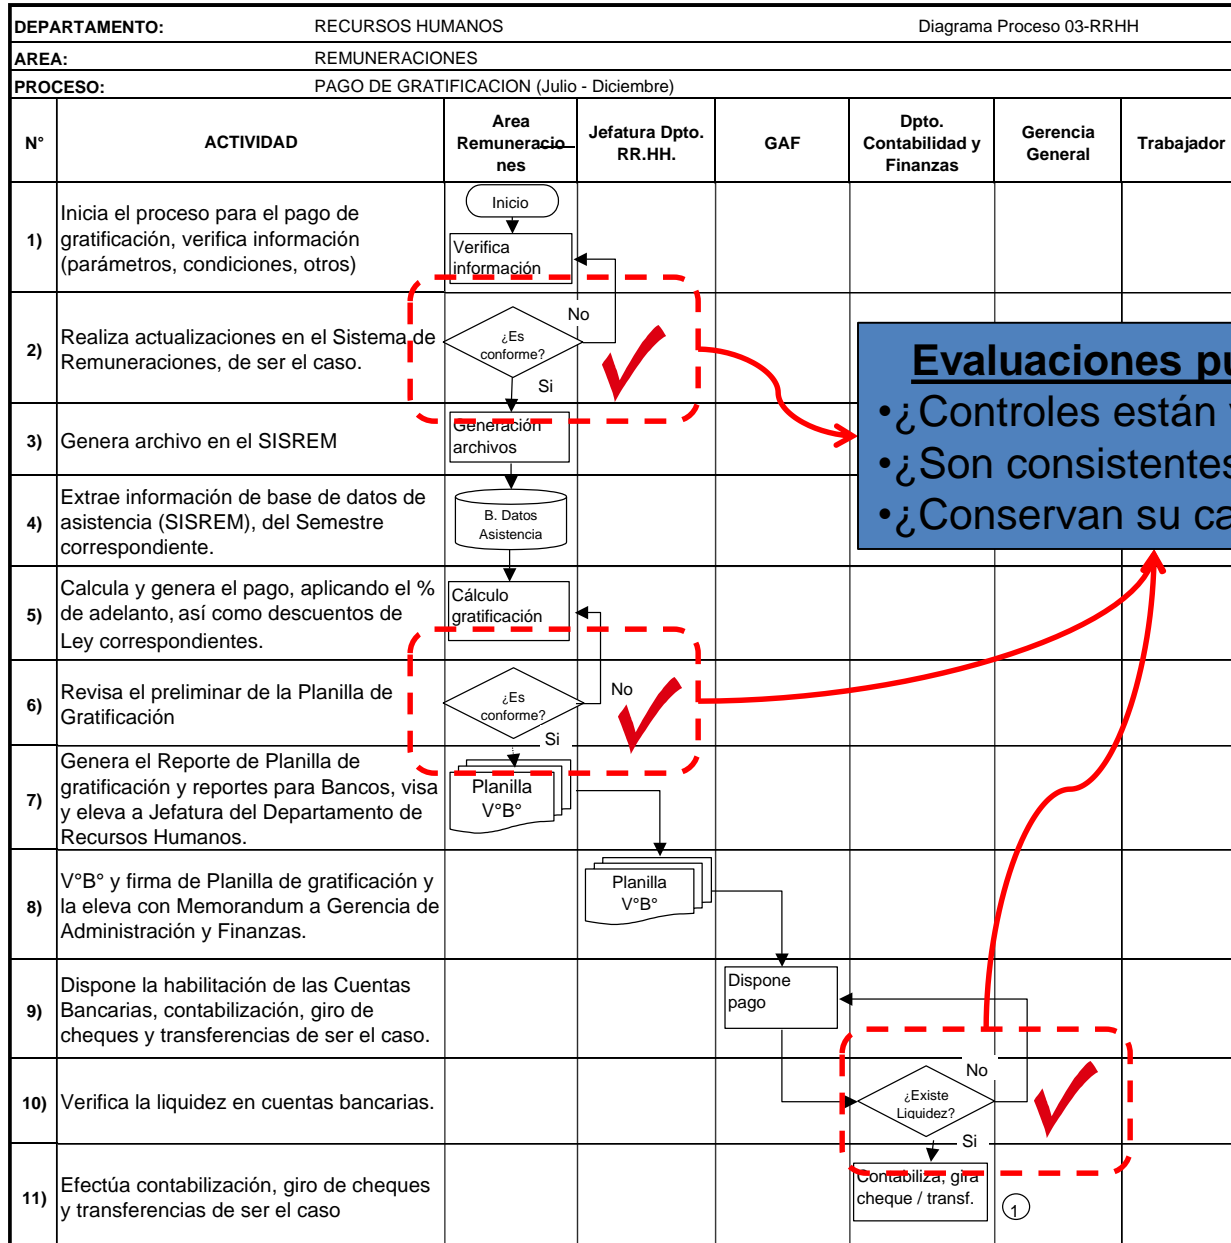 DEPARTAMENTO: RECURSOS HUMANOS Diagrama Proceso 03-RRHH
AREA: REMUNERACIONES
PROCESO: PAGO DE GRATIFICACION (Julio - Diciembre)
N° ACTIVIDAD
Area
Remuneracio
nes
Jefatura Dpto.
RR.HH.
GAF
Dpto.
Contabilidad y
Finanzas
Gerencia
General
Trabajador
1)
Inicia el proceso para el pago de
gratificación, verifica información
(parámetros, condiciones, otros)
Inicio
Verifica
información
2)
Realiza actualizaciones en el Sistema de
Remuneraciones, de ser el caso.
¿Es
conforme?
No
Si
Evaluaciones pu
•¿Controles están
•¿Son consistentes
•¿Conservan su ca
3) Genera archivo en el SISREM
Generación
archivos
4)
Extrae información de base de datos de
asistencia (SISREM), del Semestre
correspondiente.
B. Datos
Asistencia
5)
Calcula y genera el pago, aplicando el %
de adelanto, así como descuentos de
Ley correspondientes.
Cálculo
gratificación
6)
Revisa el preliminar de la Planilla de
Gratificación
¿Es
conforme?
No
Si
7)
Genera el Reporte de Planilla de
gratificación y reportes para Bancos, visa
y eleva a Jefatura del Departamento de
Recursos Humanos.
Planilla
V°B°
8)
V°B° y firma de Planilla de gratificación y
la eleva con Memorandum a Gerencia de
Administración y Finanzas.
Planilla
V°B°
9)
Dispone la habilitación de las Cuentas
Bancarias, contabilización, giro de
cheques y transferencias de ser el caso.
Dispone
pago
10) Verifica la liquidez en cuentas bancarias.
¿Existe
Liquidez?
No
Si
11)
Efectúa contabilización, giro de cheques
y transferencias de ser el caso
Contabiliza, gira
cheque / transf.
1